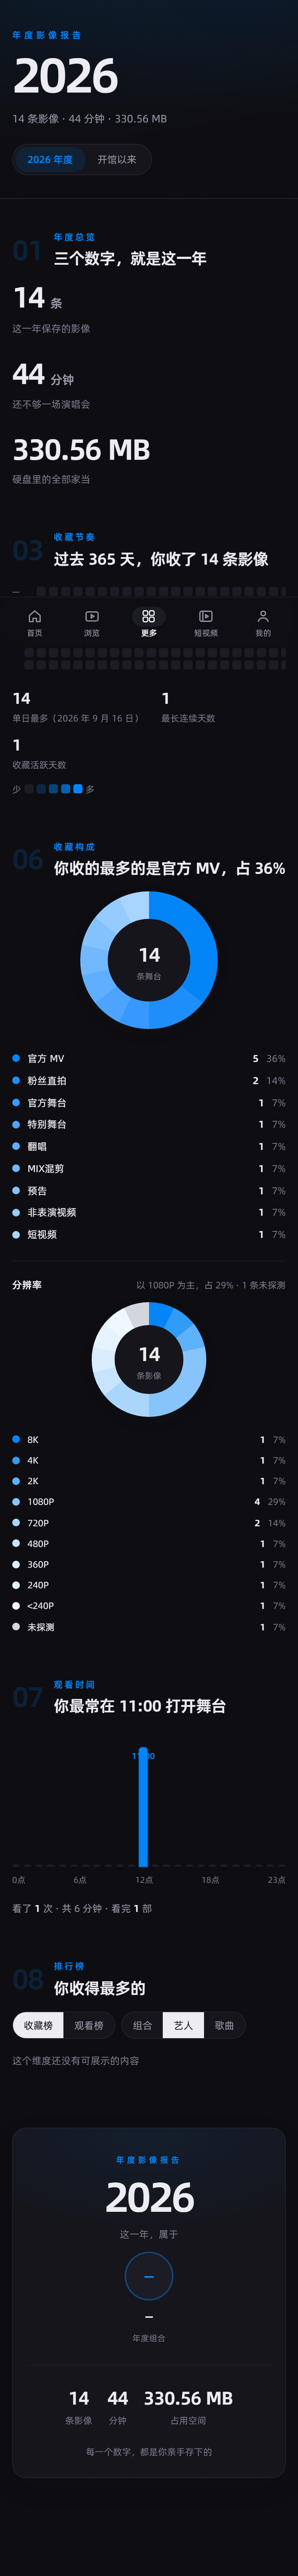 年度影像报告
2026
14 条影像 · 44 分钟 · 330.56 MB
2026 年度 开馆以来
01 年度总览
三个数字，就是这一年
14 条
这一年保存的影像
44 分钟
还不够一场演唱会
330.56 MB
硬盘里的全部家当
03 收藏节奏
过去 365 天，你收了 14 条影像
一
首页 浏览 更多 短视频 我的
14 1
单日最多（2026 年 9 月 16 日） 最长连续天数
1
收藏活跃天数
少 多
06 收藏构成
你收的最多的是官方 MV，占 36%
14
条舞台
官方 MV 5 36%
粉丝直拍 2 14%
官方舞台 1 7%
特别舞台 1 7%
翻唱 1 7%
MIX混剪 1 7%
预告 1 7%
非表演视频 1 7%
短视频 1 7%
分辨率 以 1080P 为主，占 29% · 1 条未探测
14
条影像
8K 1 7%
4K 1 7%
2K 1 7%
1080P 4 29%
720P 2 14%
480P 1 7%
360P 1 7%
240P 1 7%
<240P 1 7%
未探测 1 7%
07 观看时间
你最常在 11:00 打开舞台
11:00
0点 6点 12点 18点 23点
看了 1 次 · 共 6 分钟 · 看完 1 部
08 排行榜
你收得最多的
收藏榜 观看榜 组合 艺人 歌曲
这个维度还没有可展示的内容
年度影像报告
2026
这一年，属于
—
—
年度组合
14 44 330.56 MB
条影像 分钟 占用空间
每一个数字，都是你亲手存下的